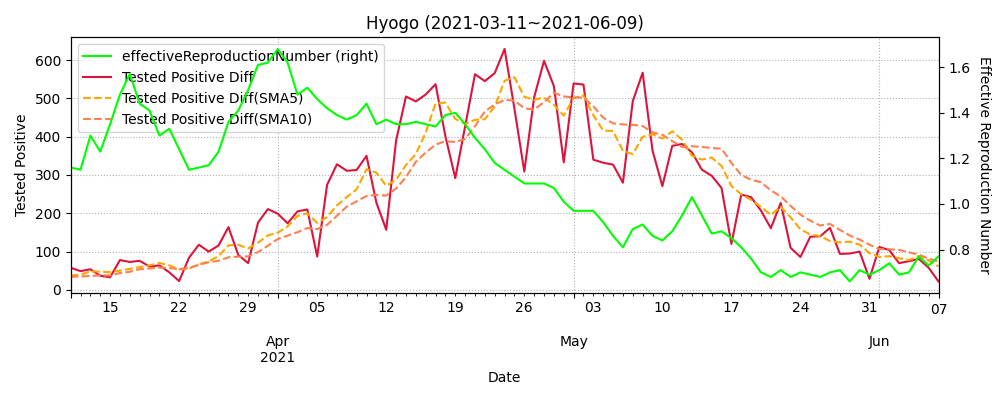 Hyogo (2021-03-11~2021-06-09)
effectiveReproductionNumber (right)
Tested Positive Diff
Tested Positive Diff(SMA5)
Tested Positive Diff(SMA10)
Tested Positive
600
500
400
300
200
100
0
1.6
1.4
1.2
1.0
0.8
Effective Reproduction Number
15 22 29 05 12 19 26 03 10 17 24 31 07
Apr May Jun
2021
Date